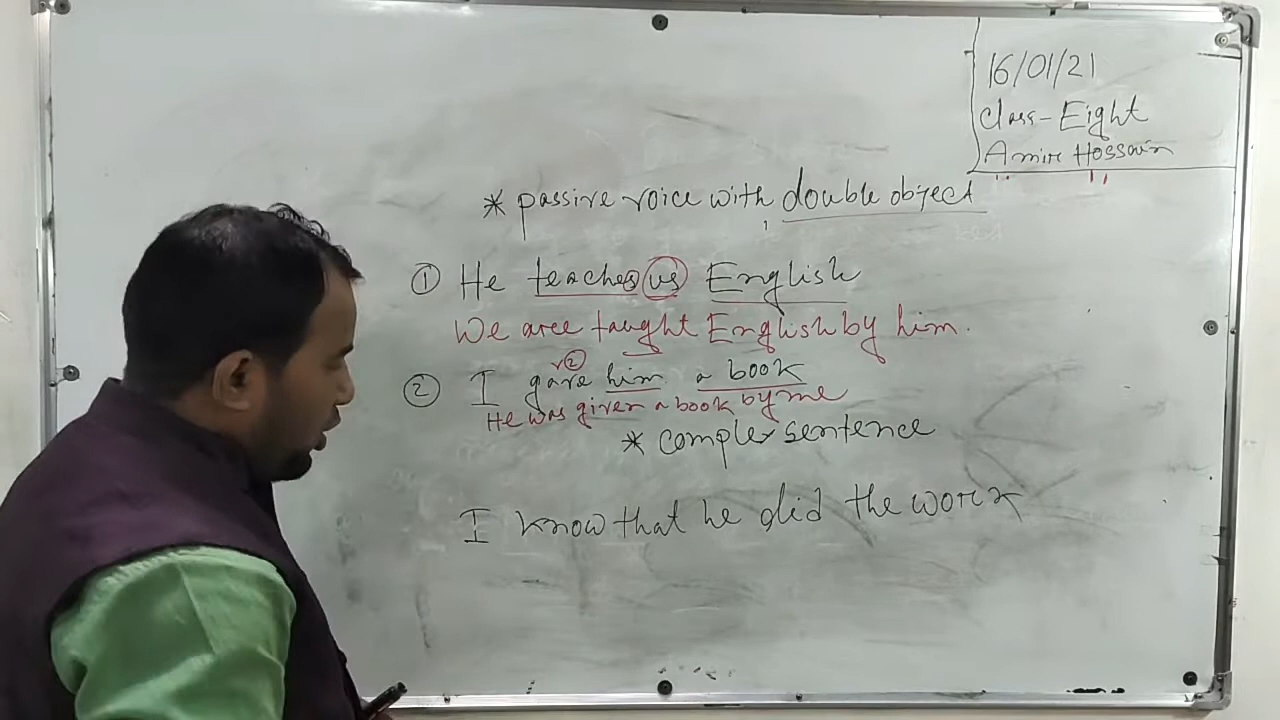 16/01/21
Class-Eight
Amir Hossain
* passive voice with double object
① He teaches us English
We are taught English by him.
②
② I gave him a book
He was given a book by me
* complex sentence
I know that he did the work